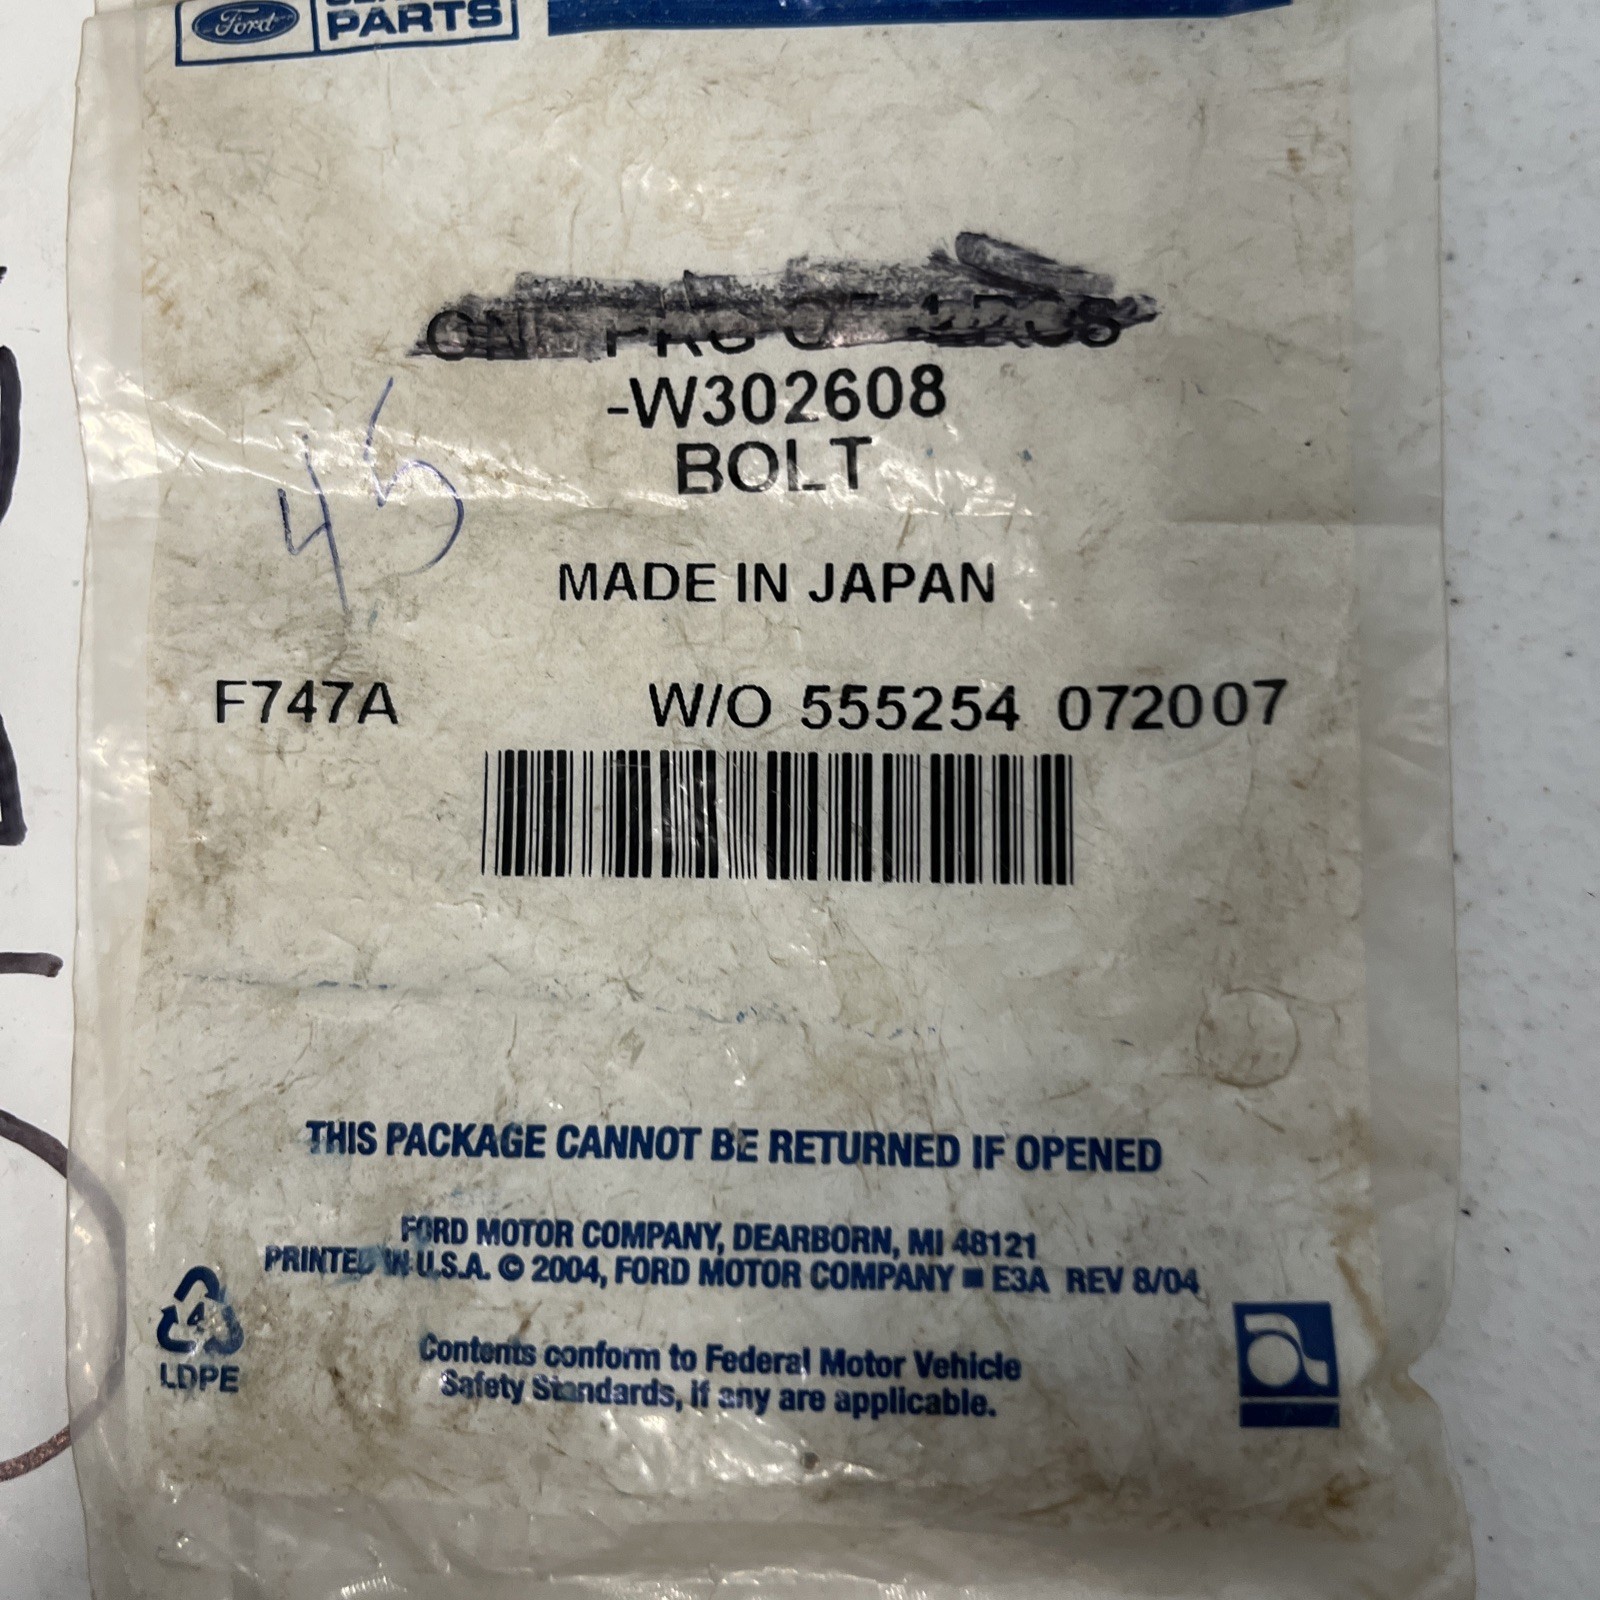 Ford
PARTS
-W302608
BOLT
45
MADE IN JAPAN
F747A W/O 555254 072007
THIS PACKAGE CANNOT BE RETURNED IF OPENED
FORD MOTOR COMPANY, DEARBORN, MI 48121
PRINTED IN U.S.A. © 2004, FORD MOTOR COMPANY ■ E3A REV 8/04
4
LDPE
Contents conform to Federal Motor Vehicle
Safety Standards, if any are applicable.